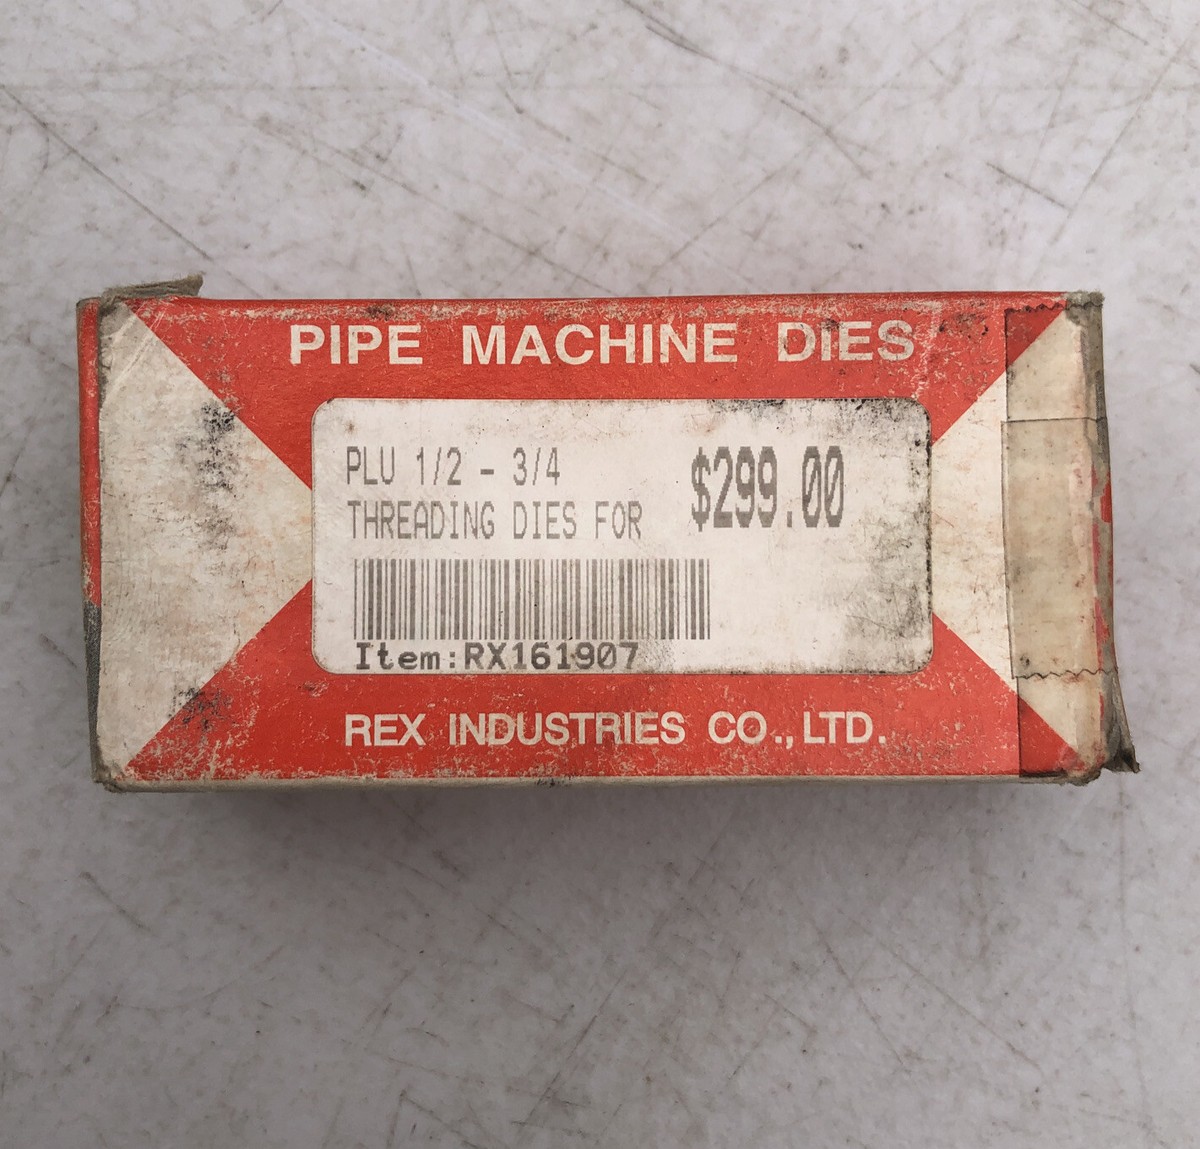 PIPE MACHINE DIES
PLU 1/2 - 3/4 $299.00
THREADING DIES FOR
Item:RX161907
REX INDUSTRIES CO., LTD.